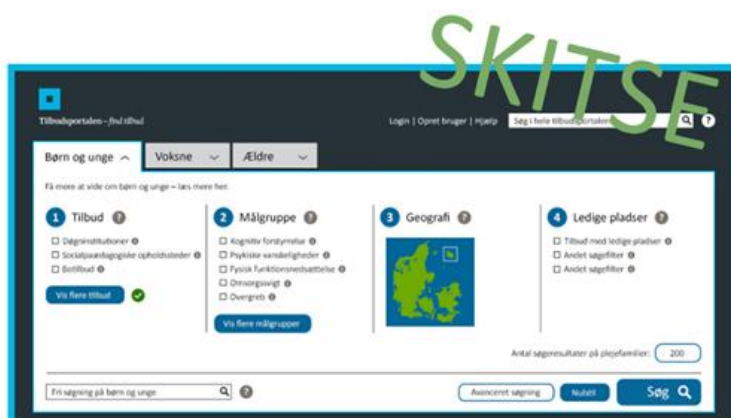 SKITSE
Tilbudsportalen – find tilbud
Login | Opret bruger | Hjælp
Søg i hele tilbudsportalen
?
Børn og unge
Voksne
Ældre
Få mere at vide om børn og unge – læs mere her.
1 Tilbud ?
Døgninstitutioner
Socialpædagogiske opholdssteder
Botilbud
Vis flere tilbud
2 Målgruppe ?
Kognitiv forstyrrelse
Psykiske vanskeligheder
Fysisk funktionsnedsættelse
Omsorgssvigt
Overgreb
Vis flere målgrupper
3 Geografi ?
4 Ledige pladser ?
Tilbud med ledige pladser
Andet søgefilter
Andet søgefilter
Antal søgeresultater på plejefamilier: 200
Fri søgning på børn og unge
?
Avanceret søgning
Nulstil
Søg